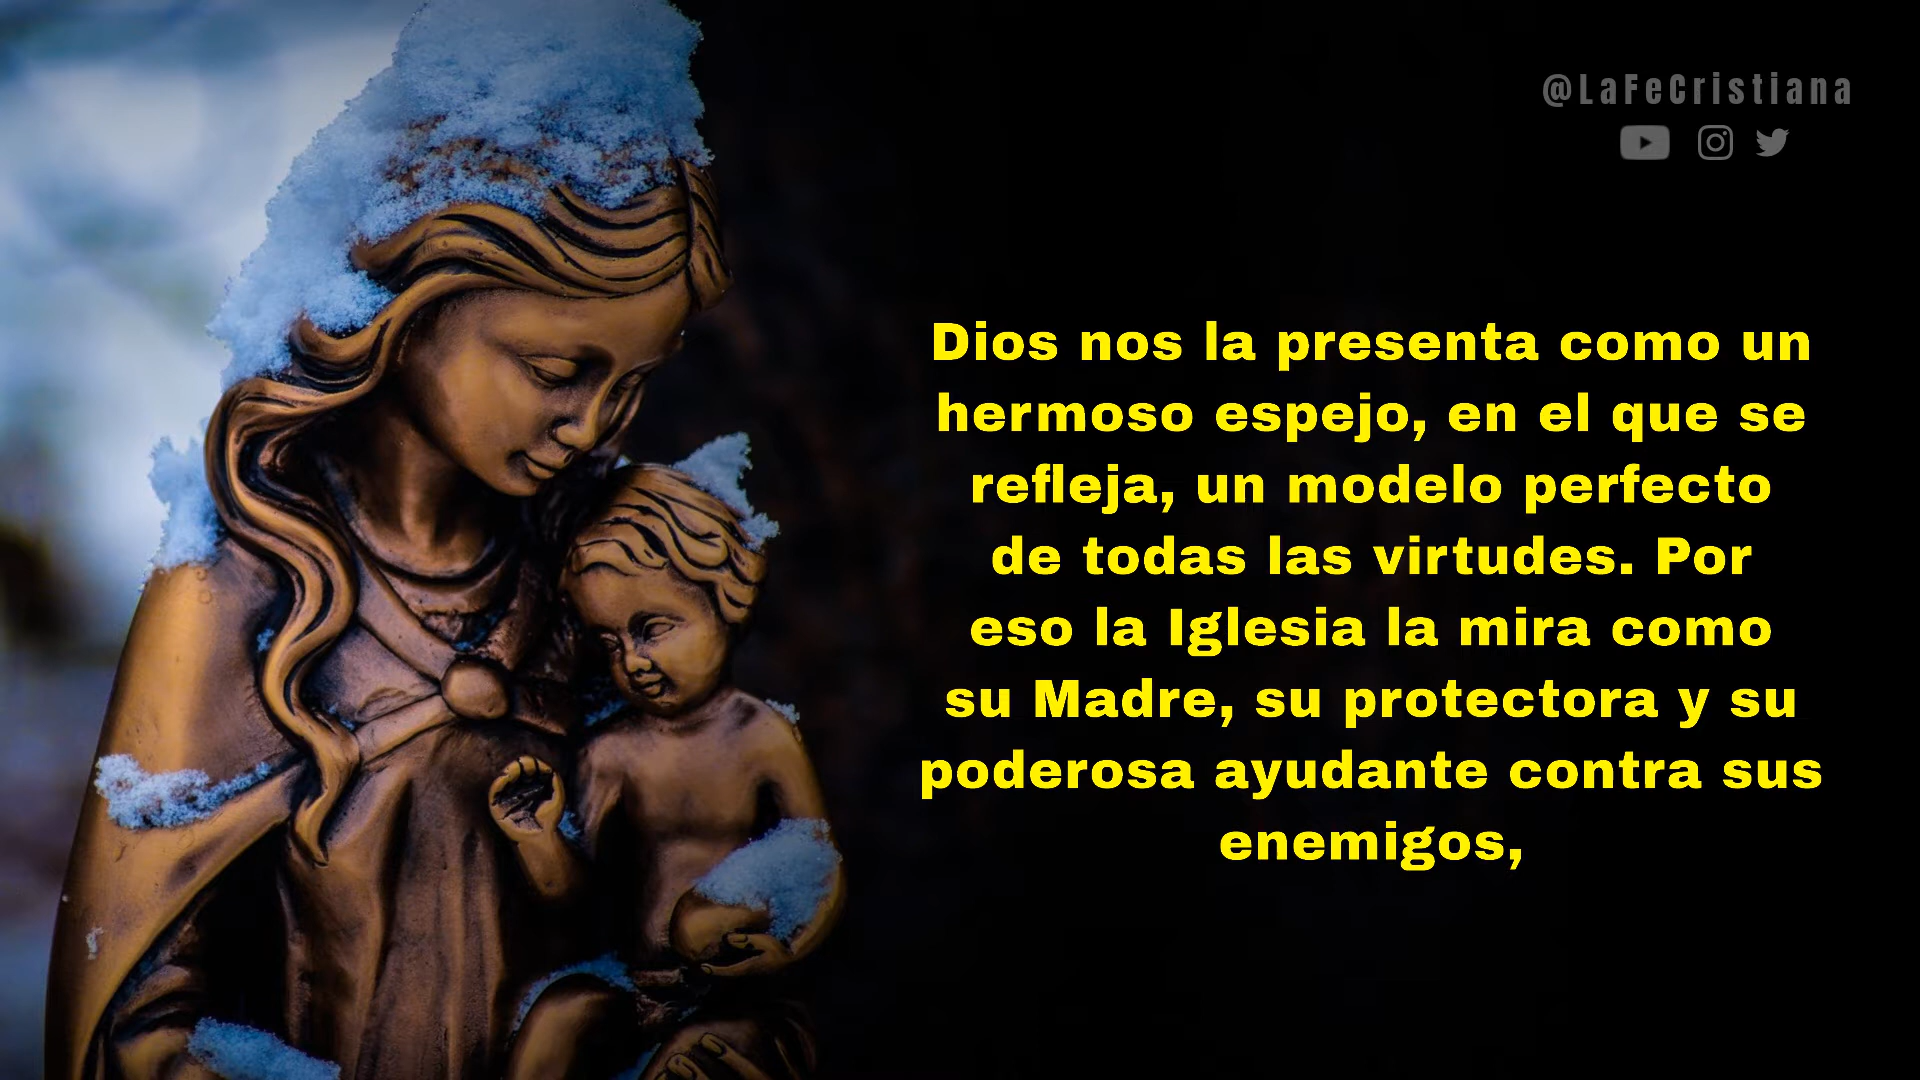 @LaFeCristiana
Dios nos la presenta como un
hermoso espejo, en el que se
refleja, un modelo perfecto
de todas las virtudes. Por
eso la Iglesia la mira como
su Madre, su protectora y su
poderosa ayudante contra sus
enemigos,